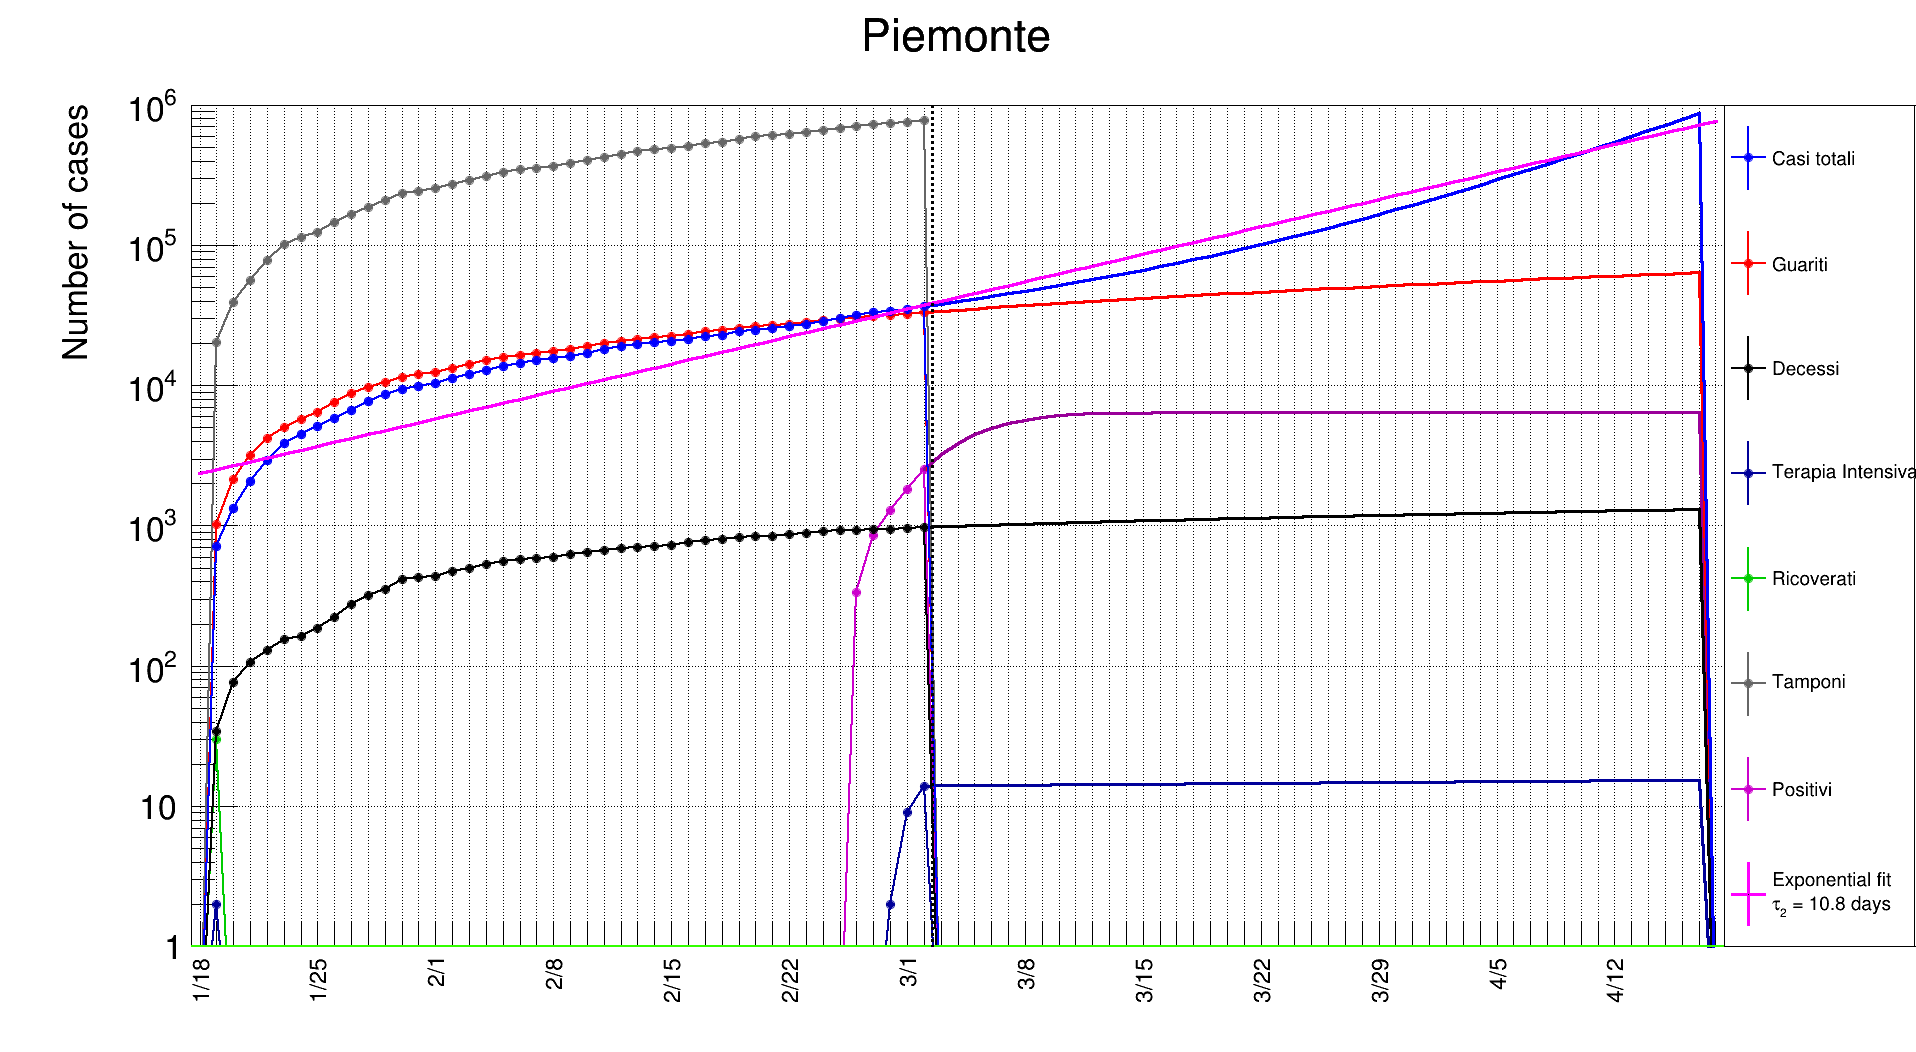 Piemonte
Number of cases
10^6
10^5
10^4
10^3
10^2
10
1
1/18
1/25
2/1
2/8
2/15
2/22
3/1
3/8
3/15
3/22
3/29
4/5
4/12
Casi totali
Guariti
Decessi
Terapia Intensiva
Ricoverati
Tamponi
Positivi
Exponential fit
τ₂ = 10.8 days